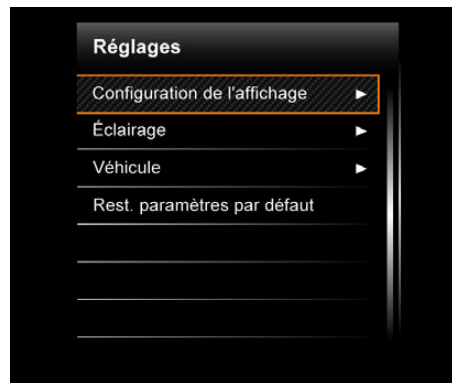 Réglages
Configuration de l'affichage
Éclairage
Véhicule
Rest. paramètres par défaut